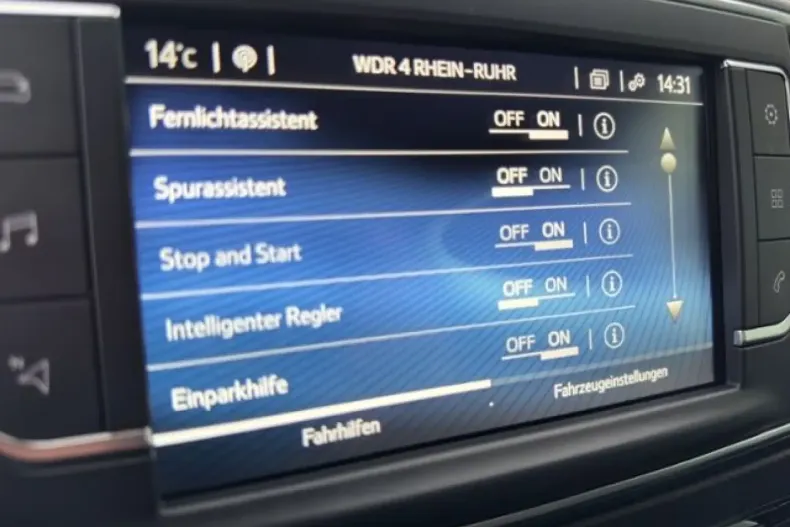 14°C WDR 4 RHEIN-RUHR 14:31
Fernlichtassistent OFF ON
Spurassistent OFF ON
Stop and Start OFF ON
Intelligenter Regler OFF ON
Einparkhilfe OFF ON
Fahrhilfen Fahrzeugeinstellungen